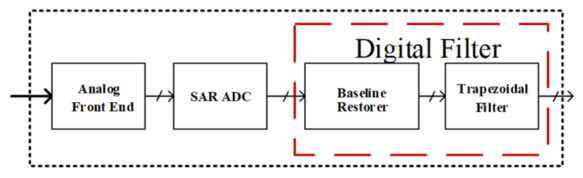 Digital Filter
Analog
Front End
SAR ADC
Baseline
Restorer
Trapezoidal
Filter